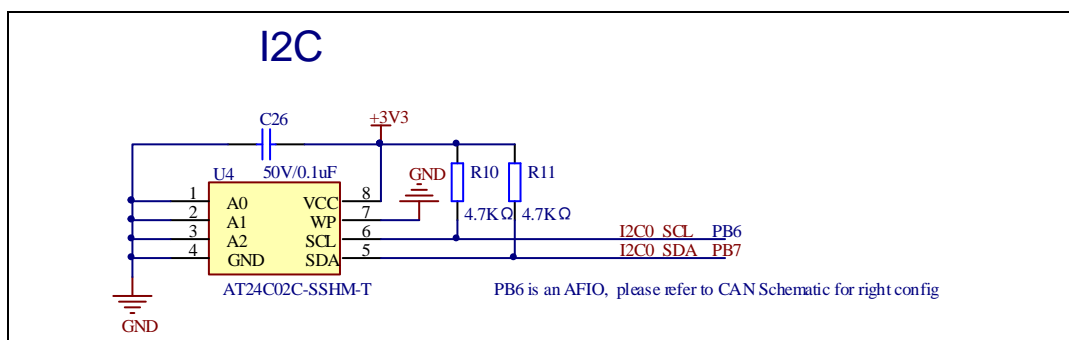 I2C
C26
+3V3
U4
50V/0.1uF
GND
R10
R11
1
A0
VCC
8
2
A1
WP
7
4.7KΩ
4.7KΩ
3
A2
SCL
6
I2C0_SCL
PB6
4
GND
SDA
5
I2C0_SDA
PB7
AT24C02C-SSHM-T
PB6 is an AFIO, please refer to CAN Schematic for right config
GND